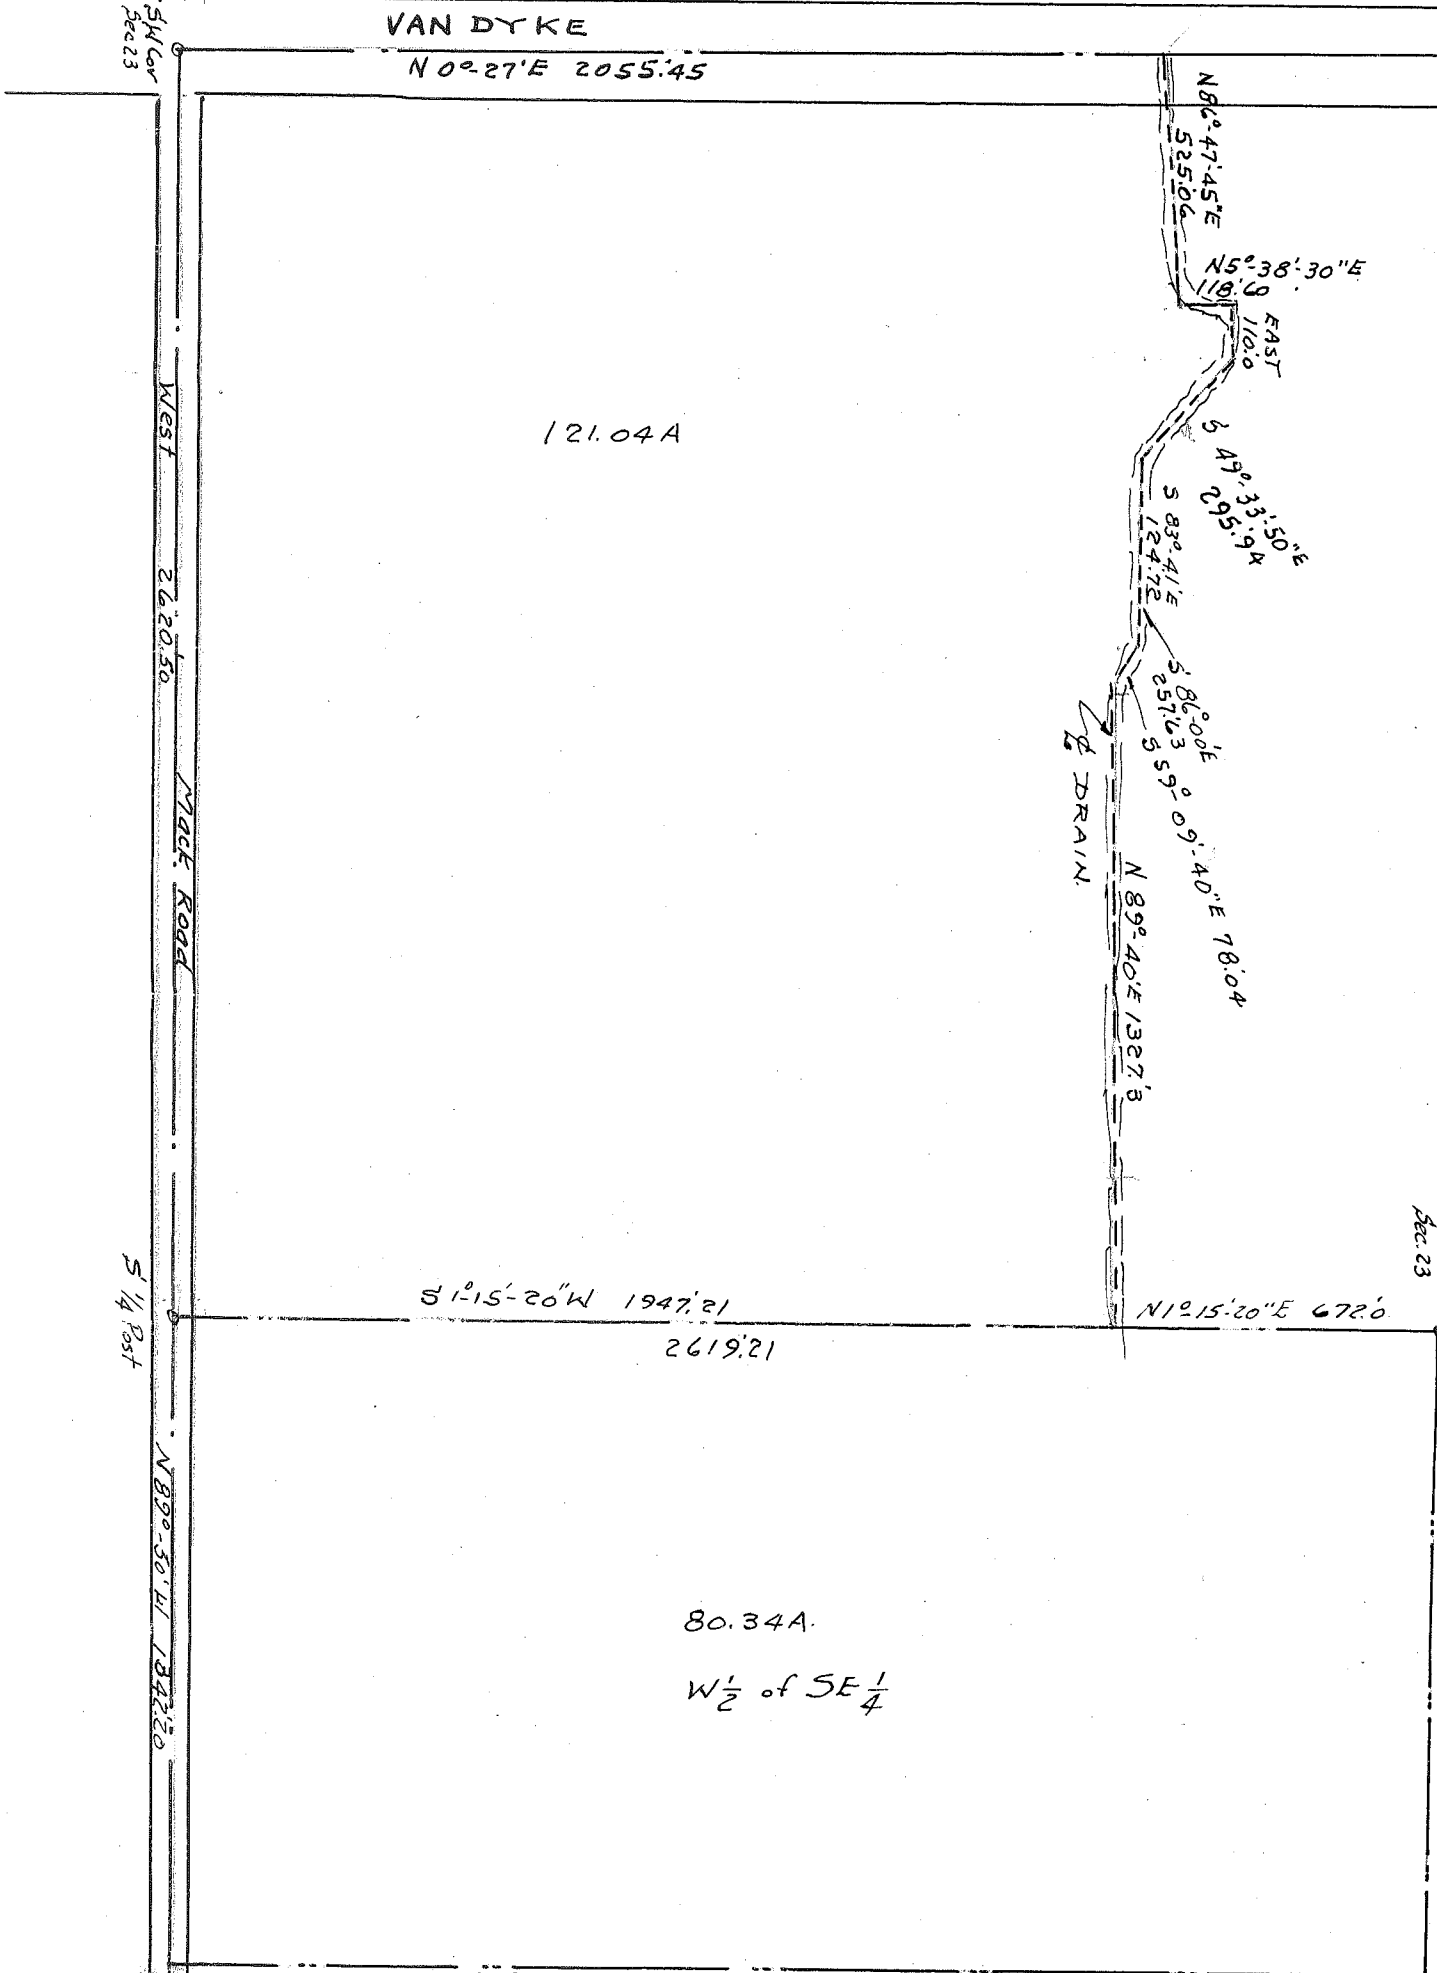 VAN DYKE
SW Cor
Sec 23
N 0°-27'E 2055.'45
N 86°-47'-45"E
525.'06
N5°-38'-30"E
118.'60
EAST
110.'0
S 49°-33'-50"E
295.'94
S 83°-41'E
124.'72
S 86°-00'E
257.'63
S 59°-09'-40"E 78.'04
℄ DRAIN.
N 89°-40'E 1327.'3
121.04A
West 2620.50
Mack Road
Sec. 23
S 1°-15'-20"W 1947.'21
N1°-15'-20"E 672.'0
2619.'21
S 1/4 Post
N 89°-50'W 1342.'20
80.34A.
W 1/2 of SE 1/4